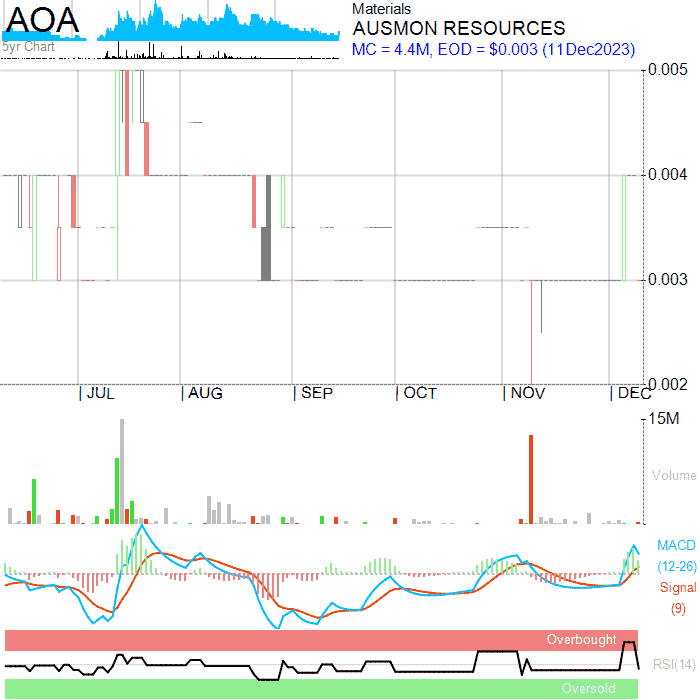 AOA
5yr Chart
Materials
AUSMON RESOURCES
MC = 4.4M, EOD = $0.003 (11Dec2023)
0.005
0.004
0.003
0.002
JUL AUG SEP OCT NOV DEC
15M
Volume
MACD
(12-26)
Signal
(9)
Overbought
RSI(14)
Oversold